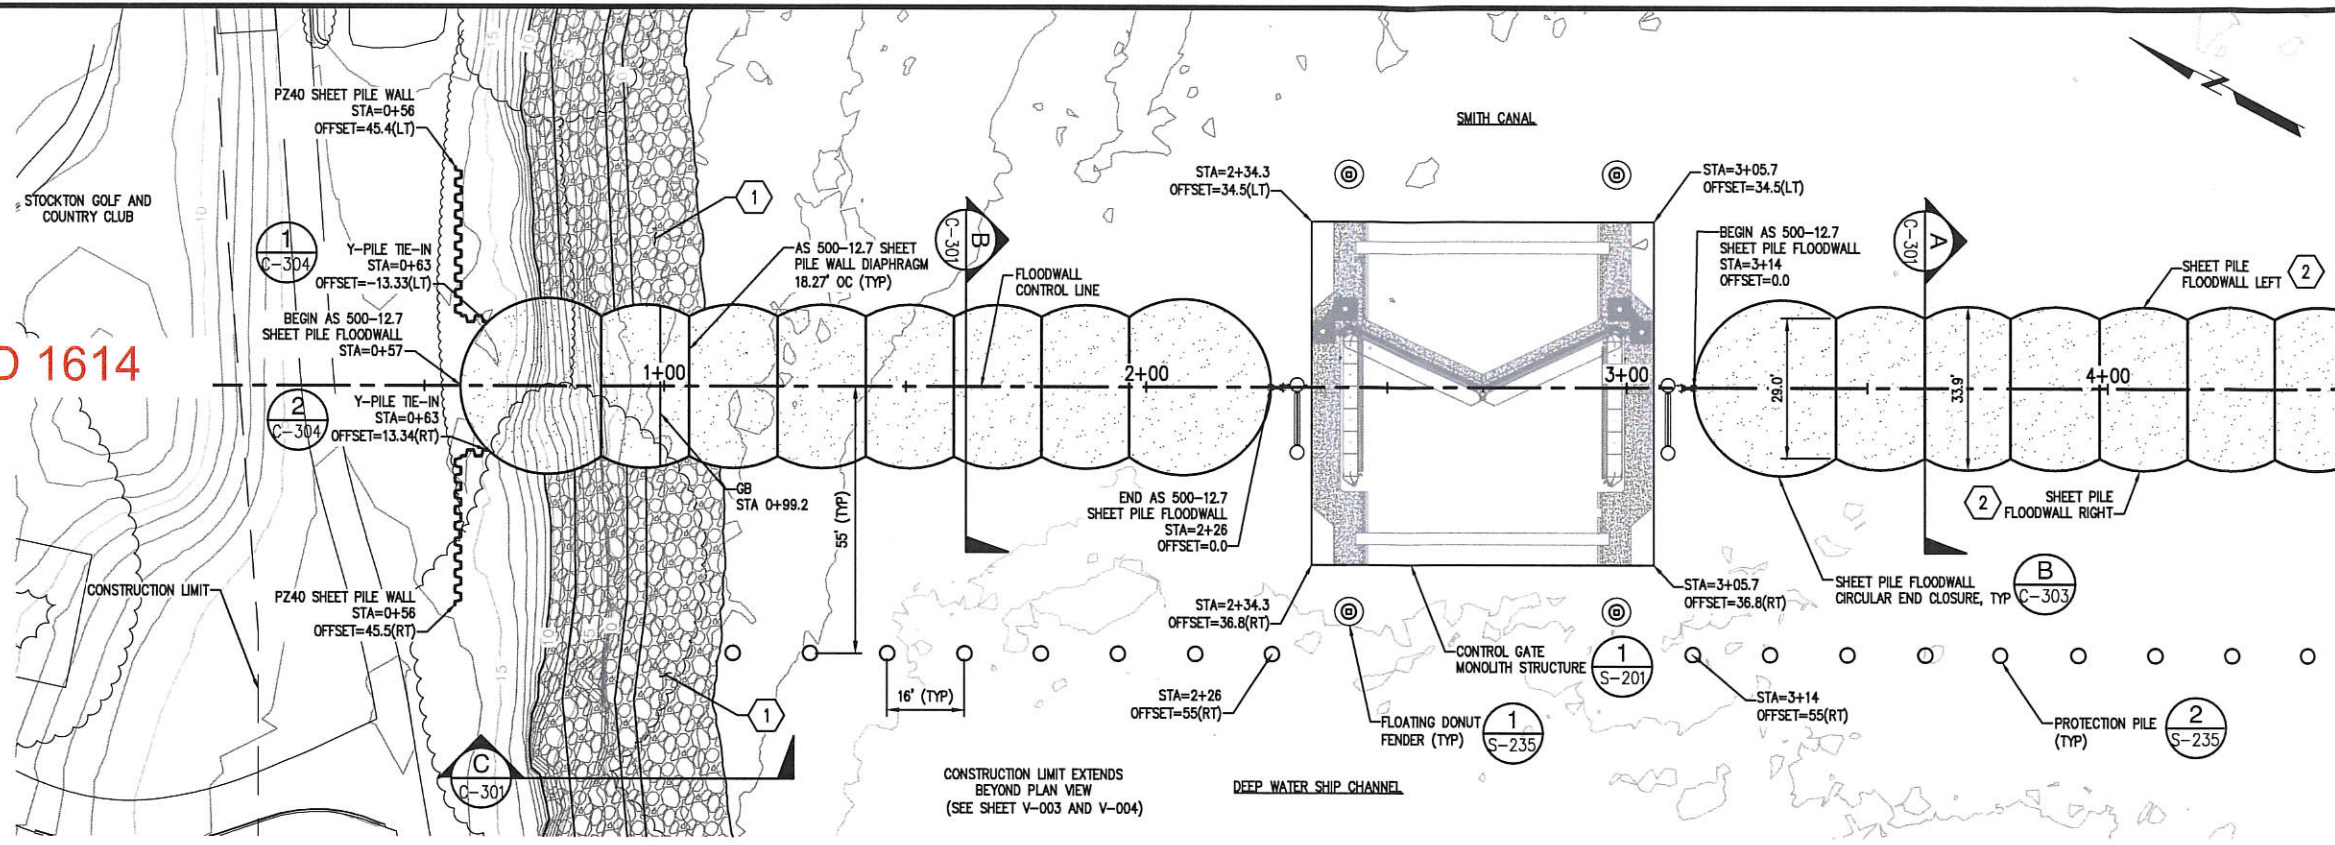 PZ40 SHEET PILE WALL
STA=0+56
OFFSET=45.4(LT)
STOCKTON GOLF AND
COUNTRY CLUB
1
C-304
Y-PILE TIE-IN
STA=0+63
OFFSET=-13.33(LT)
BEGIN AS 500-12.7
SHEET PILE FLOODWALL
STA=0+57
D 1614
2
C-304
Y-PILE TIE-IN
STA=0+63
OFFSET=13.34(RT)
CONSTRUCTION LIMIT
PZ40 SHEET PILE WALL
STA=0+56
OFFSET=45.5(RT)
C
C-301
15
10
10
15
10
10
15
10
15
1
1
AS 500-12.7 SHEET
PILE WALL DIAPHRAGM
18.27' OC (TYP)
B
C-301
FLOODWALL
CONTROL LINE
1+00
2+00
3+00
4+00
GB
STA 0+99.2
55' (TYP)
16' (TYP)
END AS 500-12.7
SHEET PILE FLOODWALL
STA=2+26
OFFSET=0.0
SMITH CANAL
STA=2+34.3
OFFSET=34.5(LT)
STA=3+05.7
OFFSET=34.5(LT)
STA=2+34.3
OFFSET=36.8(RT)
STA=3+05.7
OFFSET=36.8(RT)
CONTROL GATE
MONOLITH STRUCTURE
1
S-201
STA=2+26
OFFSET=55(RT)
FLOATING DONUT
FENDER (TYP)
1
S-235
CONSTRUCTION LIMIT EXTENDS
BEYOND PLAN VIEW
(SEE SHEET V-003 AND V-004)
DEEP WATER SHIP CHANNEL
BEGIN AS 500-12.7
SHEET PILE FLOODWALL
STA=3+14
OFFSET=0.0
A
C-301
SHEET PILE
FLOODWALL LEFT
2
29.0'
33.9'
2
SHEET PILE
FLOODWALL RIGHT
SHEET PILE FLOODWALL
CIRCULAR END CLOSURE, TYP
B
C-303
STA=3+14
OFFSET=55(RT)
PROTECTION PILE
(TYP)
2
S-235